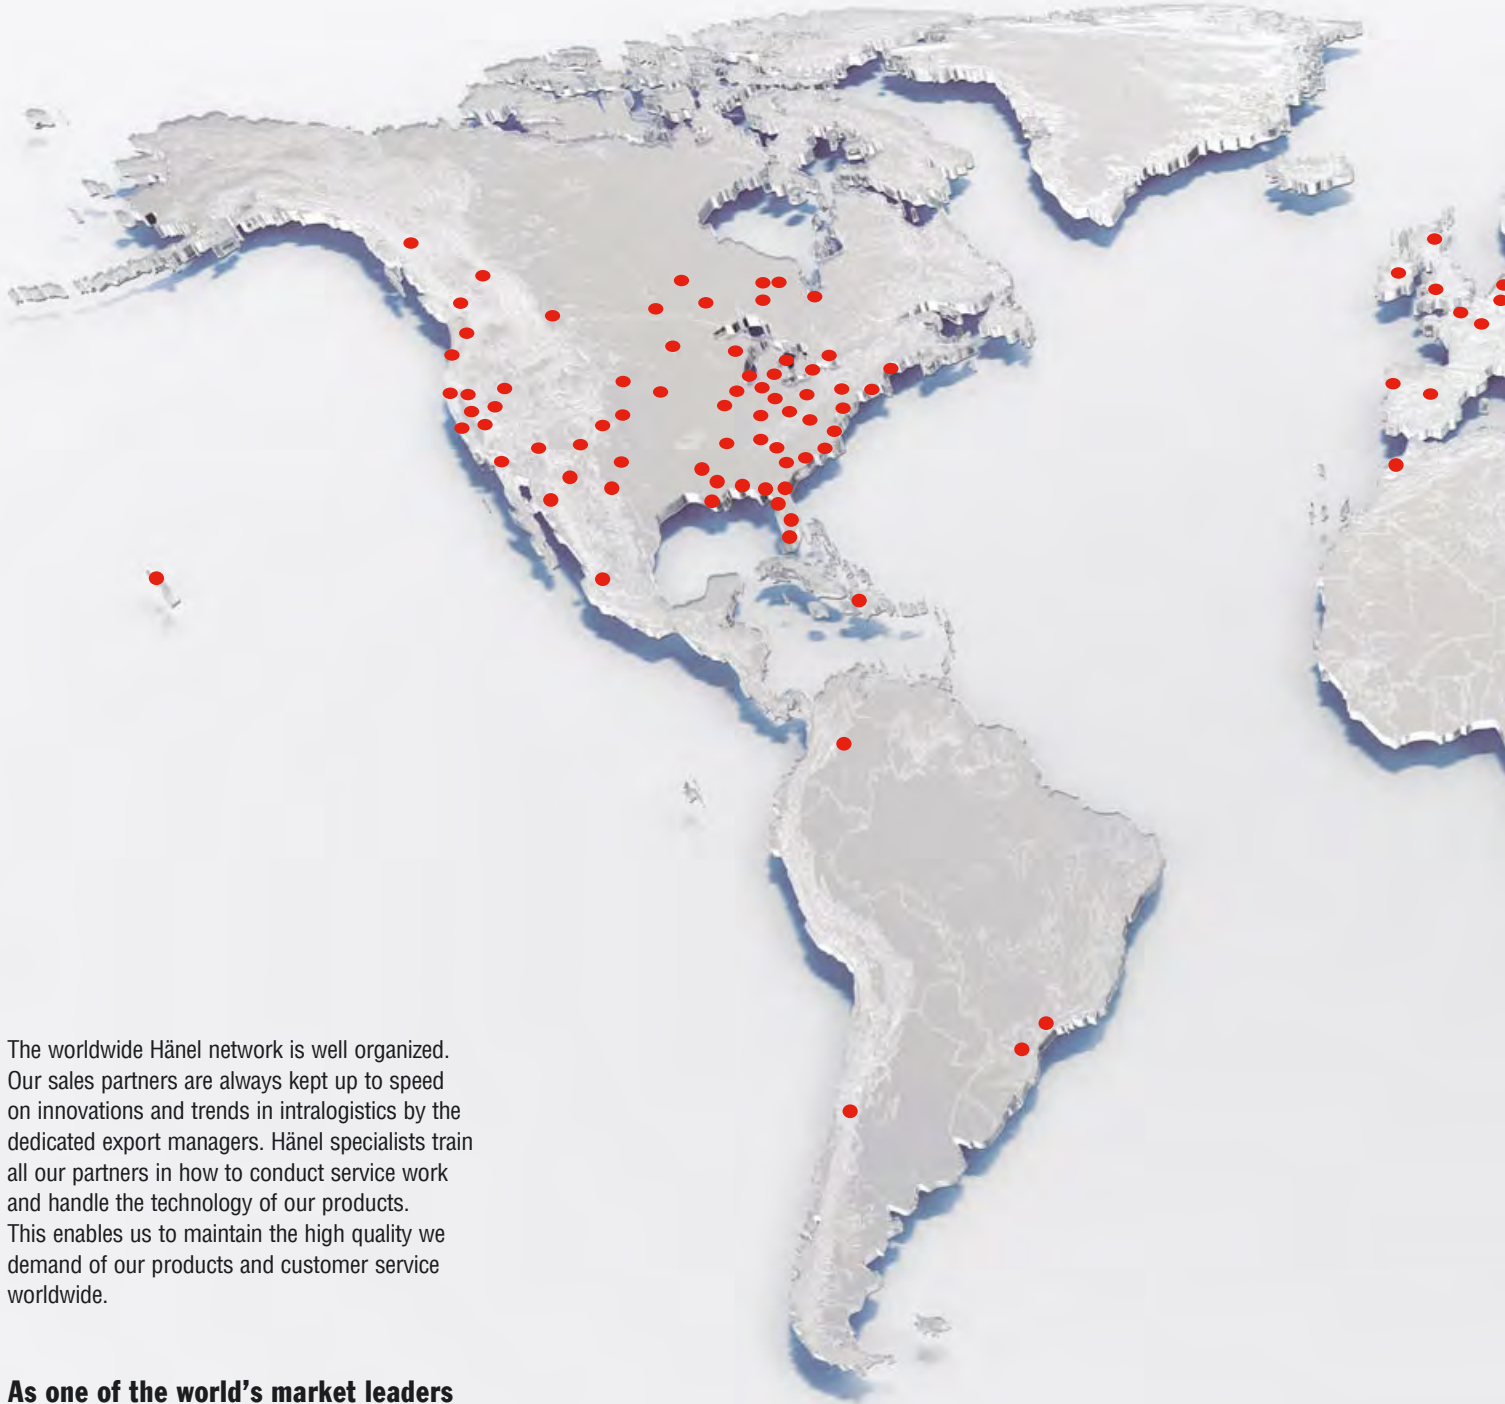 The worldwide Hänel network is well organized.
Our sales partners are always kept up to speed
on innovations and trends in intralogistics by the
dedicated export managers. Hänel specialists train
all our partners in how to conduct service work
and handle the technology of our products.
This enables us to maintain the high quality we
demand of our products and customer service
worldwide.
As one of the world’s market leaders